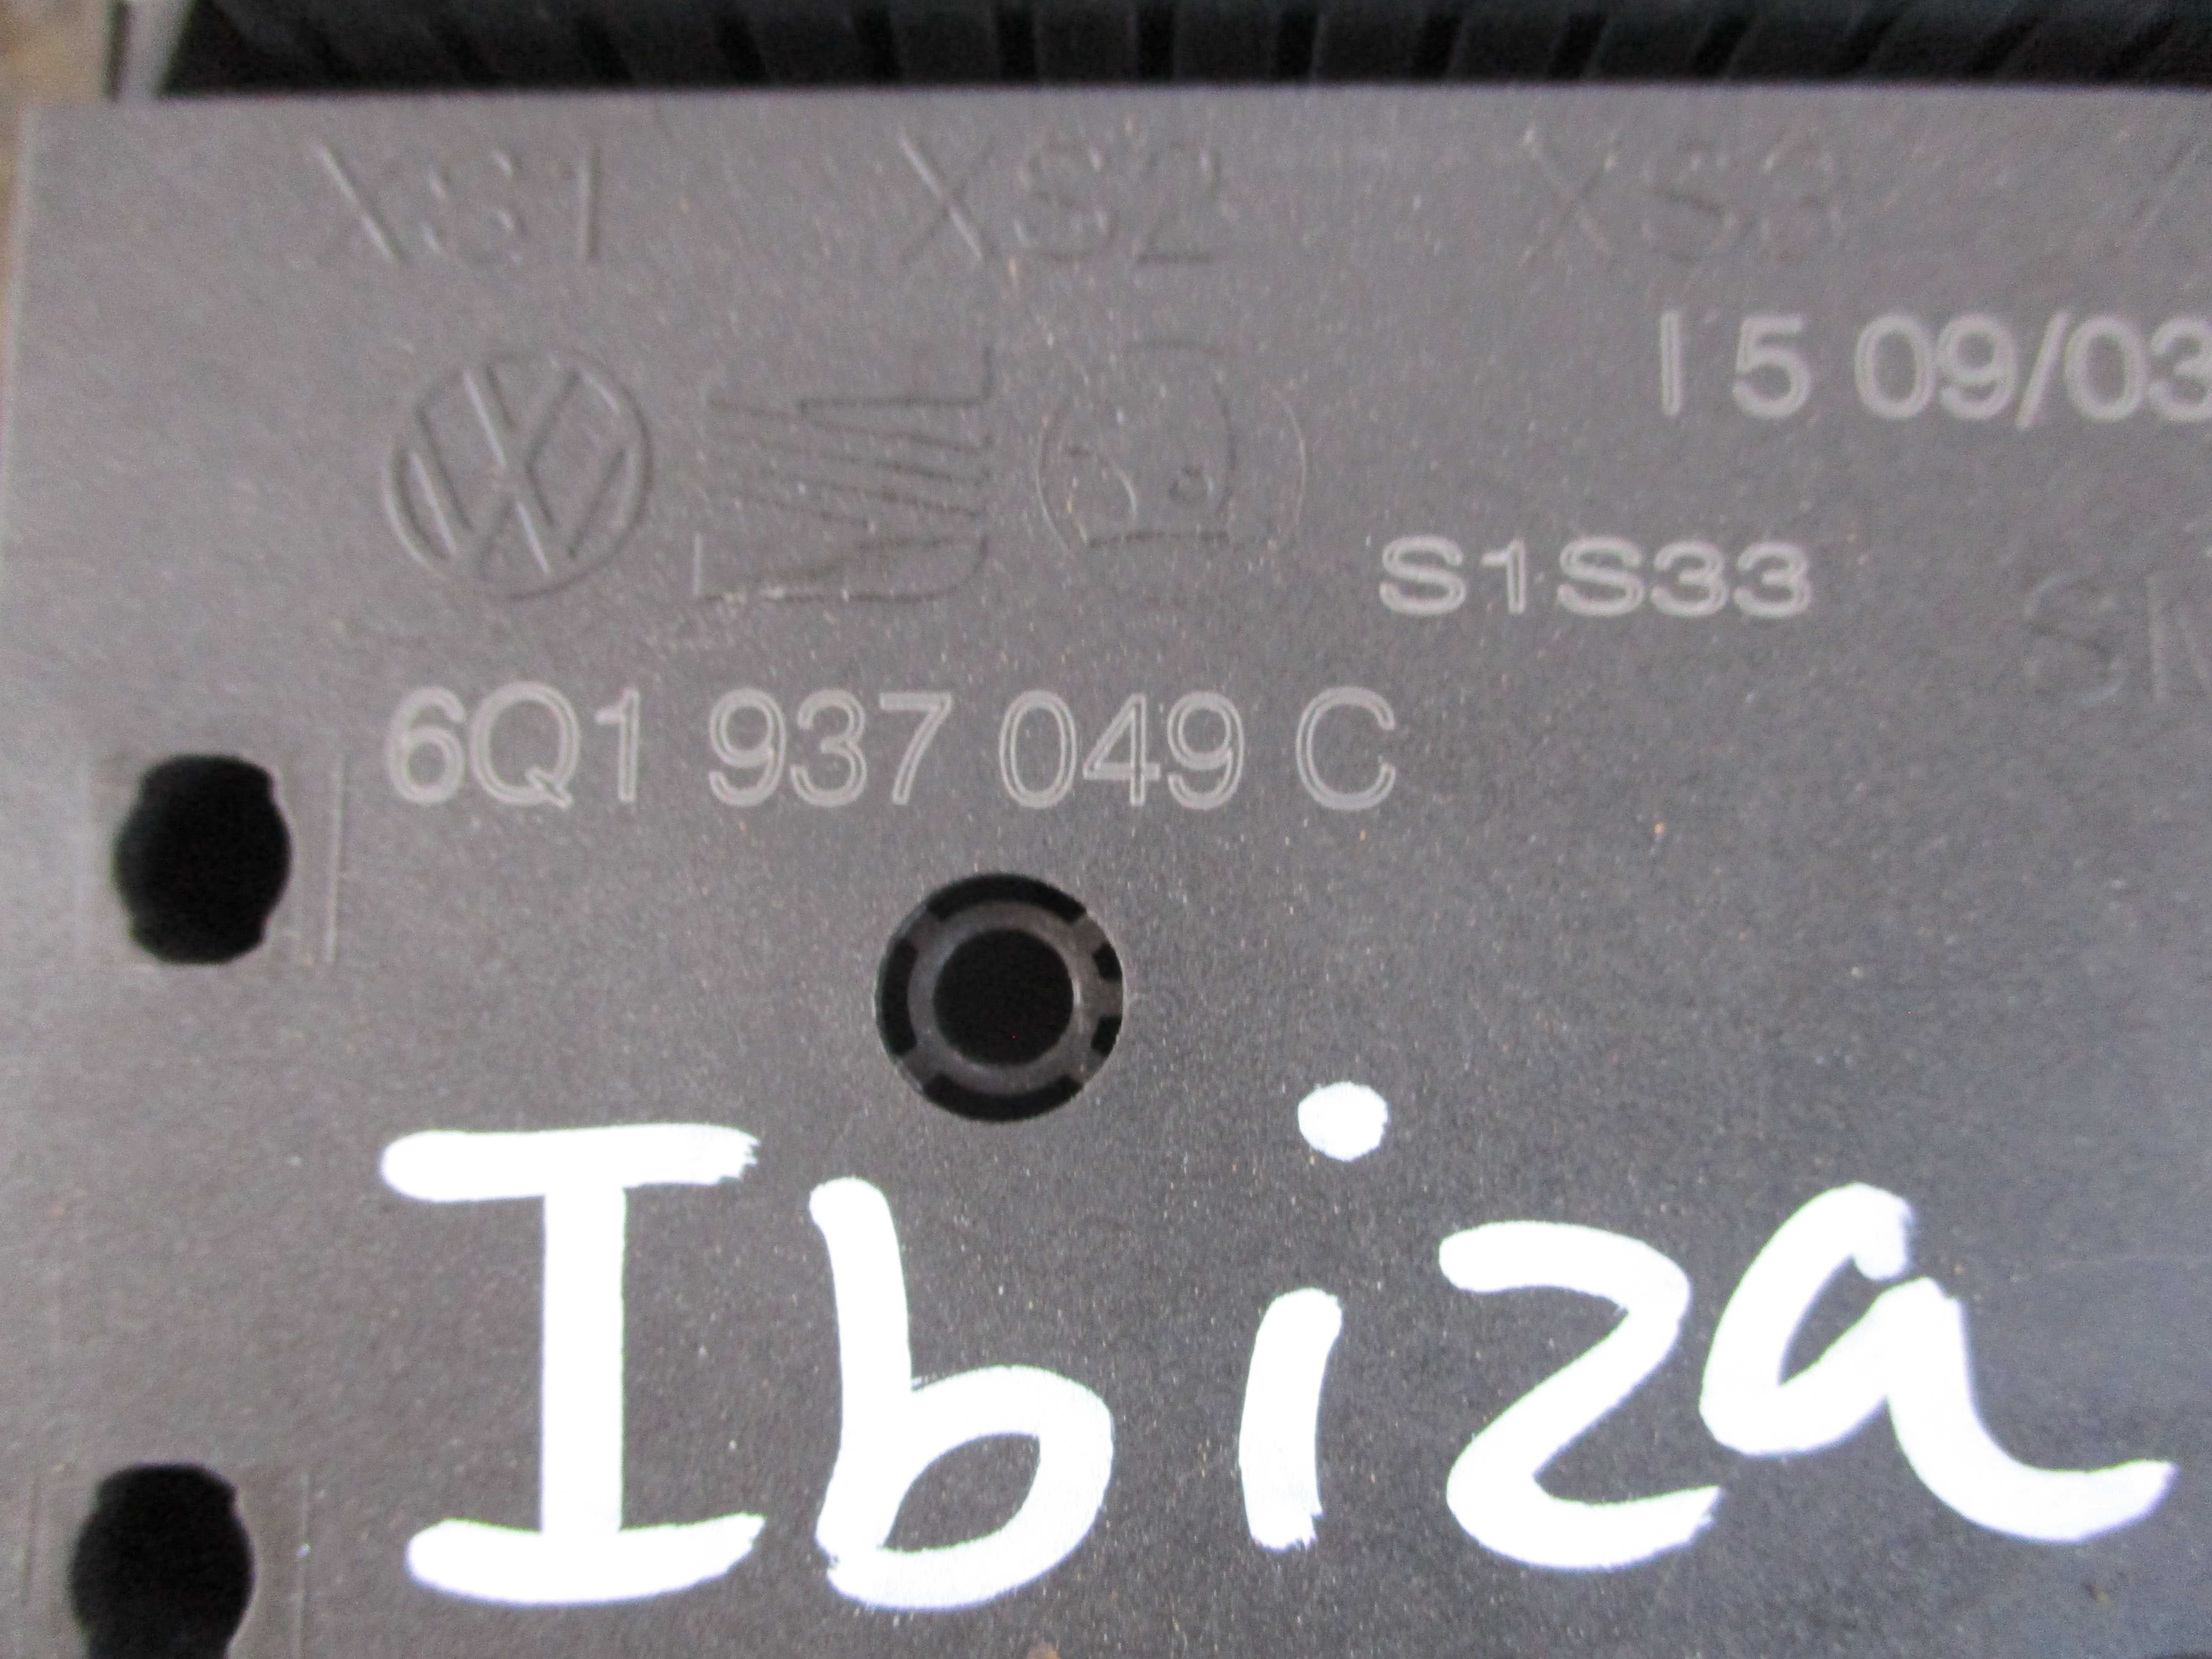 XS1 XS2 XS3
I 5 09/03
S1S33
6Q1 937 049 C
Ibiza